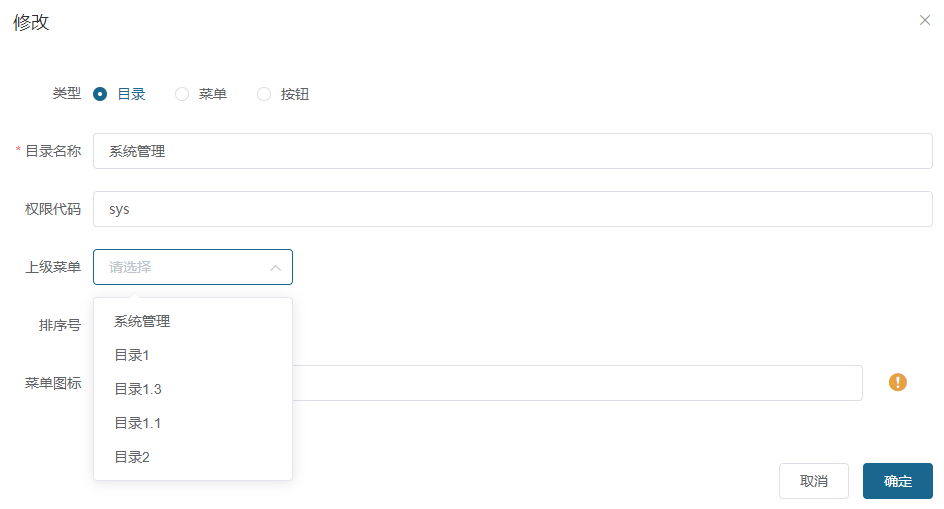 修改
类型 目录 菜单 按钮
* 目录名称 系统管理
权限代码 sys
上级菜单 请选择
排序号
系统管理
目录1
目录1.3
目录1.1
目录2
菜单图标
取消 确定